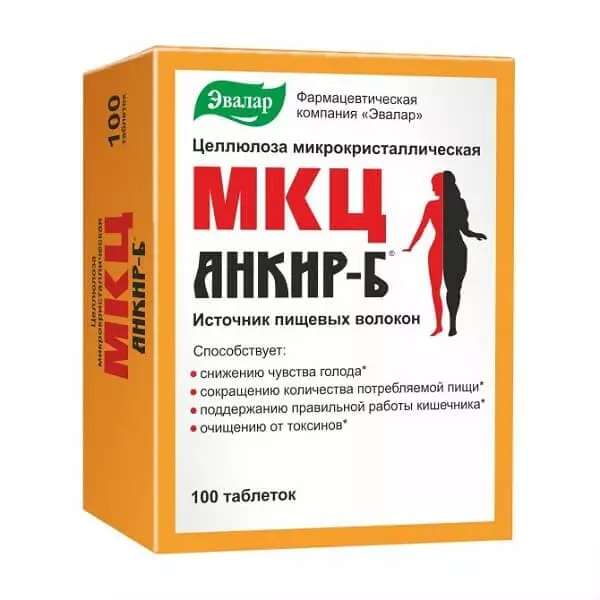 Эвалар
Фармацевтическая
компания «Эвалар»
Целлюлоза микрокристаллическая
МКЦ
АНКИР-Б®
Источник пищевых волокон
Способствует:
• снижению чувства голода*
• сокращению количества потребляемой пищи*
• поддержанию правильной работы кишечника*
• очищению от токсинов*
100 таблеток
100
таблеток
Целлюлоза
микрокристаллическая
МКЦ
АНКИР-Б®